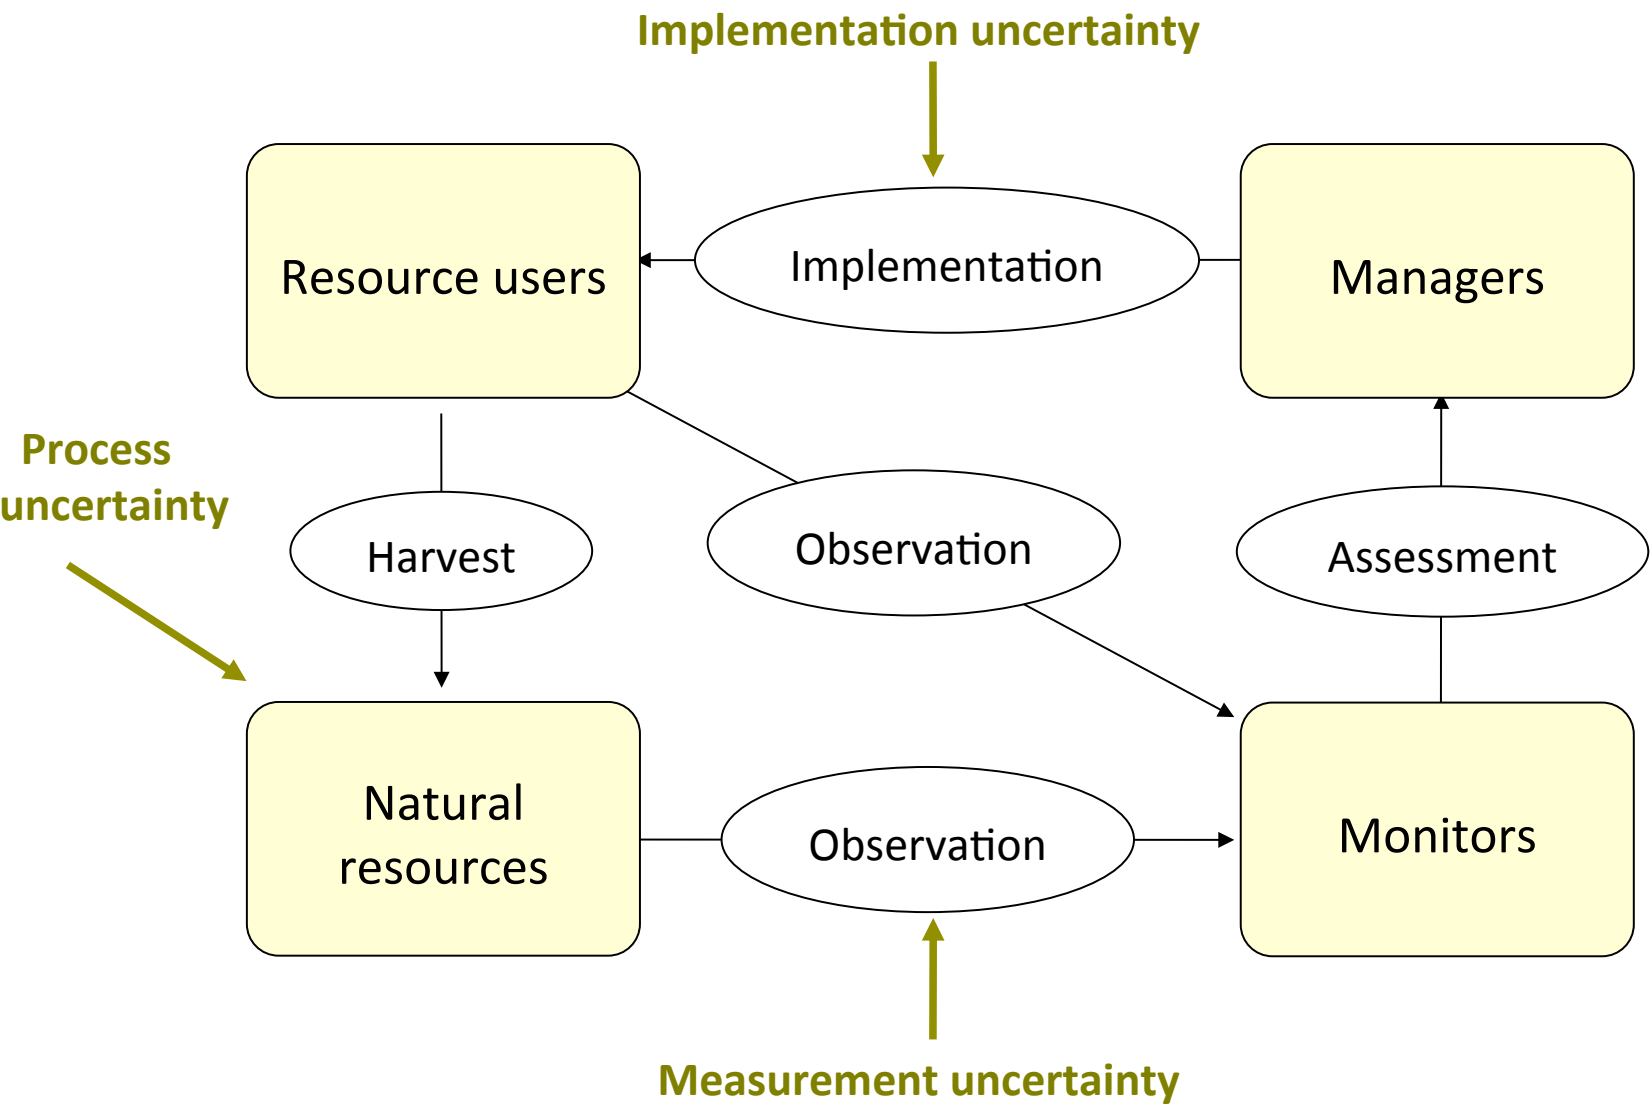 Implementation uncertainty
Resource users
Implementation
Managers
Process
uncertainty
Harvest
Observation
Assessment
Natural
resources
Observation
Monitors
Measurement uncertainty